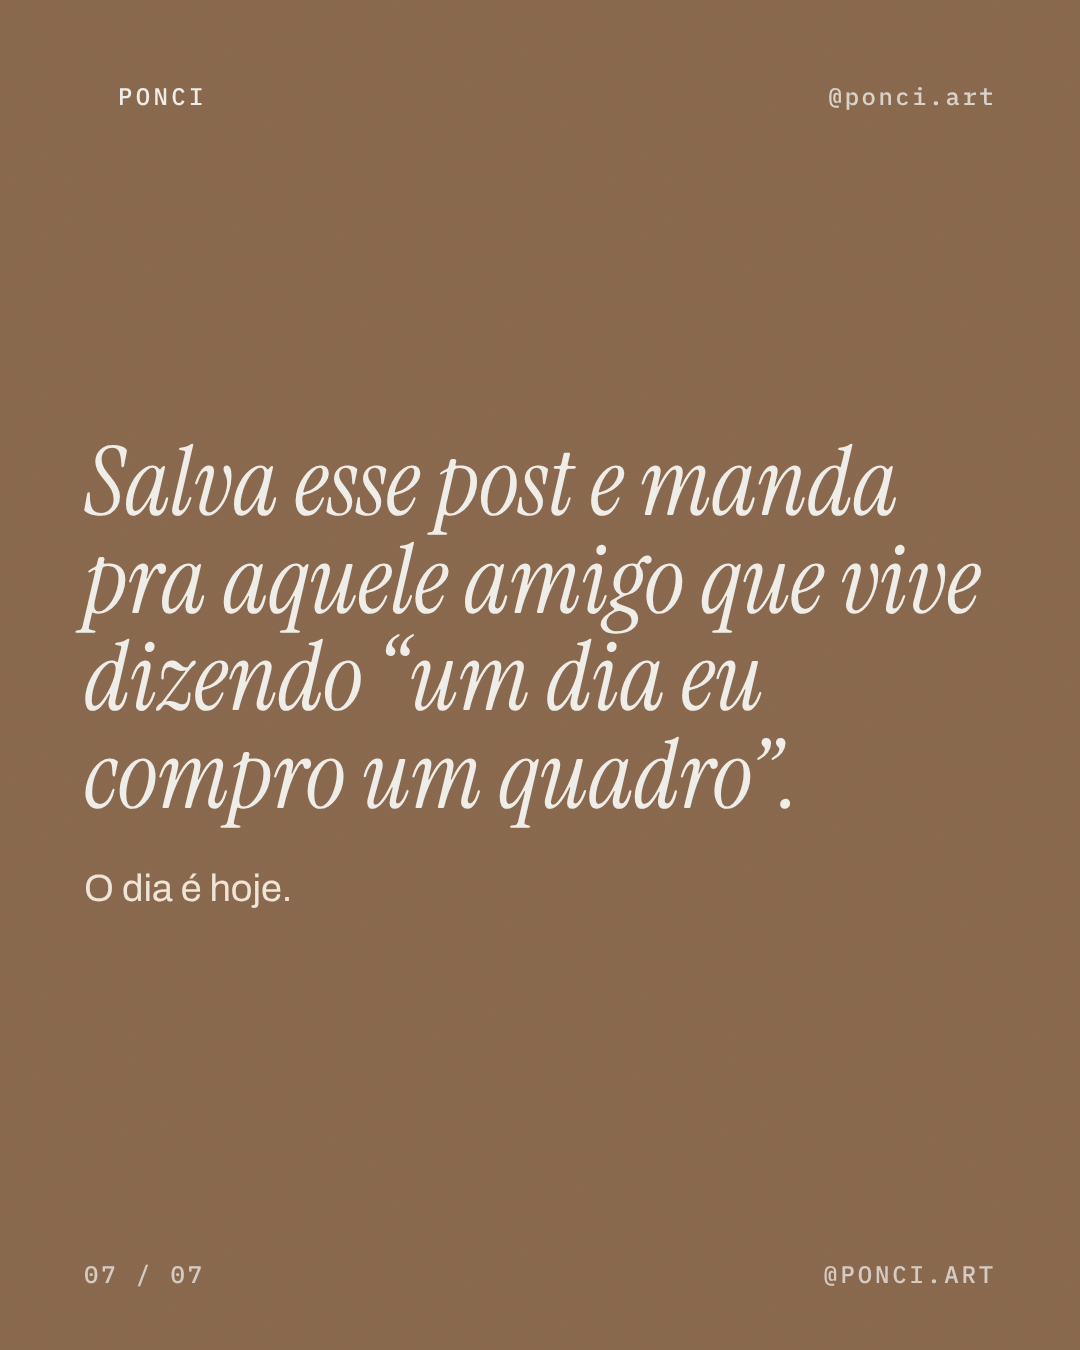 PONCI
@ponci.art
Salva esse post e manda
pra aquele amigo que vive
dizendo “um dia eu
compro um quadro”.
O dia é hoje.
07 / 07
@PONCI.ART